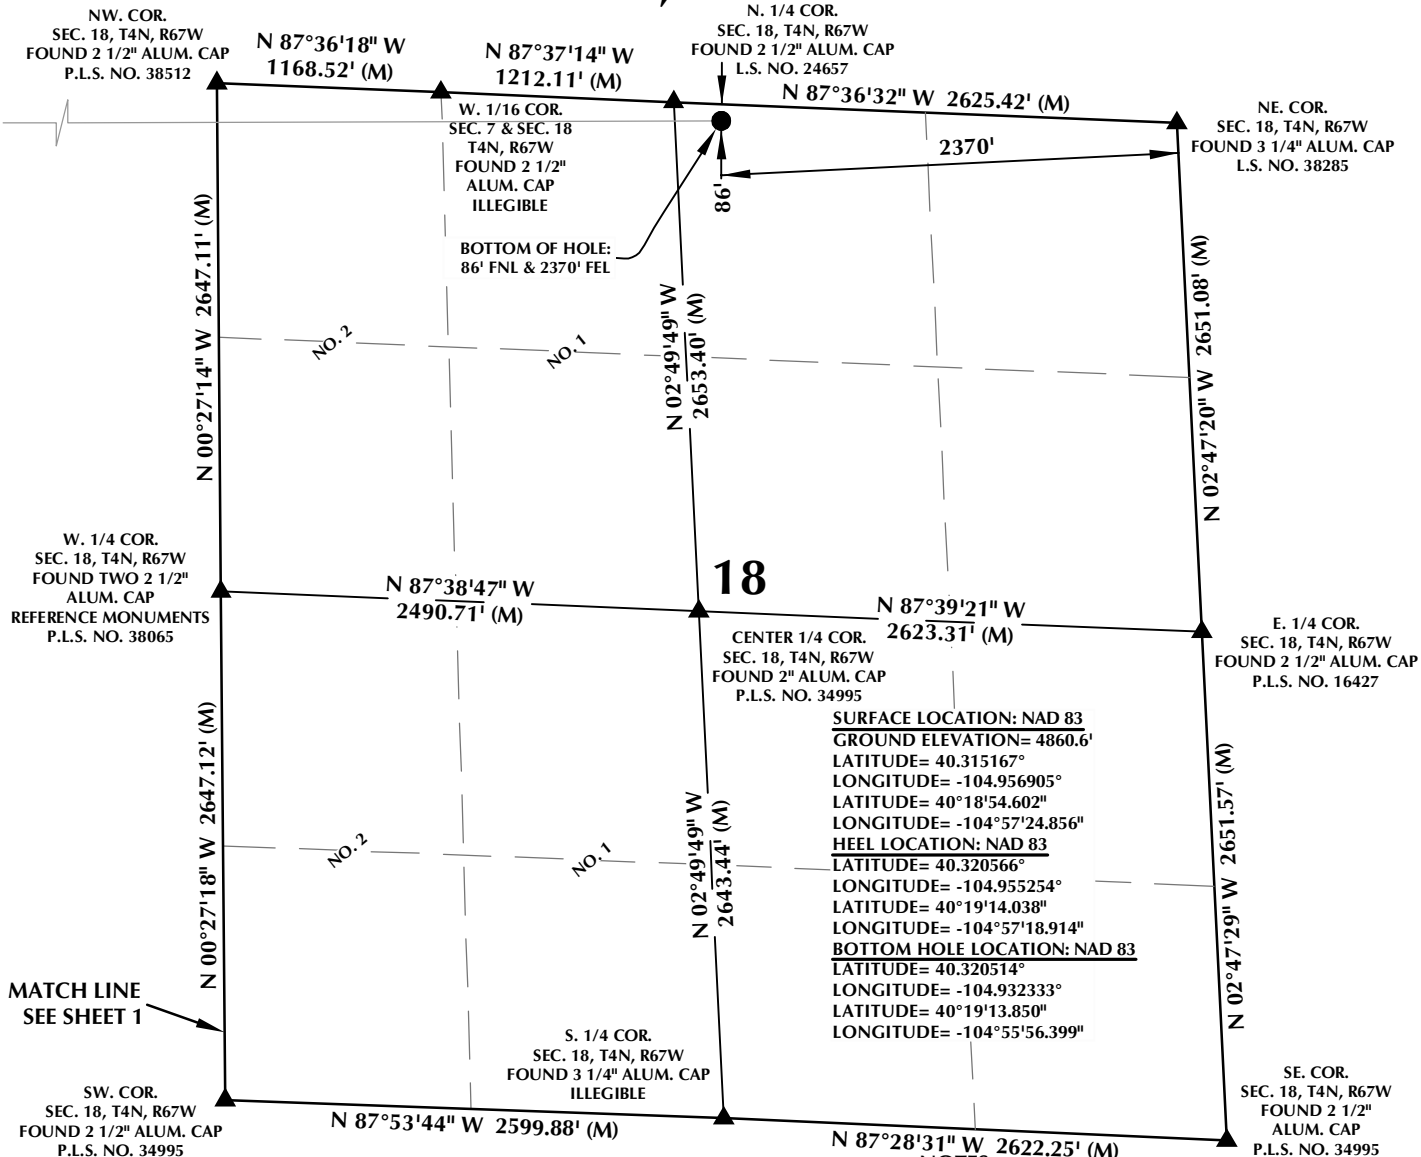 NW. COR.
SEC. 18, T4N, R67W
FOUND 2 1/2" ALUM. CAP
P.L.S. NO. 38512
N 87°36'18" W
1168.52' (M)
N 87°37'14" W
1212.11' (M)
N. 1/4 COR.
SEC. 18, T4N, R67W
FOUND 2 1/2" ALUM. CAP
L.S. NO. 24657
N 87°36'32" W 2625.42' (M)
NE. COR.
SEC. 18, T4N, R67W
FOUND 3 1/4" ALUM. CAP
L.S. NO. 38285
W. 1/16 COR.
SEC. 7 & SEC. 18
T4N, R67W
FOUND 2 1/2"
ALUM. CAP
ILLEGIBLE
2370'
86'
BOTTOM OF HOLE:
86' FNL & 2370' FEL
N 00°27'14" W 2647.11' (M)
N 02°49'49" W
2653.40' (M)
N 02°47'20" W 2651.08' (M)
NO. 2
NO. 1
W. 1/4 COR.
SEC. 18, T4N, R67W
FOUND TWO 2 1/2"
ALUM. CAP
REFERENCE MONUMENTS
P.L.S. NO. 38065
N 87°38'47" W
2490.71' (M)
18
N 87°39'21" W
2623.31' (M)
CENTER 1/4 COR.
SEC. 18, T4N, R67W
FOUND 2" ALUM. CAP
P.L.S. NO. 34995
E. 1/4 COR.
SEC. 18, T4N, R67W
FOUND 2 1/2" ALUM. CAP
P.L.S. NO. 16427
SURFACE LOCATION: NAD 83
GROUND ELEVATION= 4860.6'
LATITUDE= 40.315167°
LONGITUDE= -104.956905°
LATITUDE= 40°18'54.602"
LONGITUDE= -104°57'24.856"
HEEL LOCATION: NAD 83
LATITUDE= 40.320566°
LONGITUDE= -104.955254°
LATITUDE= 40°19'14.038"
LONGITUDE= -104°57'18.914"
BOTTOM HOLE LOCATION: NAD 83
LATITUDE= 40.320514°
LONGITUDE= -104.932333°
LATITUDE= 40°19'13.850"
LONGITUDE= -104°55'56.399"
N 00°27'18" W 2647.12' (M)
N 02°49'49" W
2643.44' (M)
N 02°47'29" W 2651.57' (M)
NO. 2
NO. 1
MATCH LINE
SEE SHEET 1
SW. COR.
SEC. 18, T4N, R67W
FOUND 2 1/2" ALUM. CAP
P.L.S. NO. 34995
S. 1/4 COR.
SEC. 18, T4N, R67W
FOUND 3 1/4" ALUM. CAP
ILLEGIBLE
N 87°53'44" W 2599.88' (M)
N 87°28'31" W 2622.25' (M)
SE. COR.
SEC. 18, T4N, R67W
FOUND 2 1/2"
ALUM. CAP
P.L.S. NO. 34995